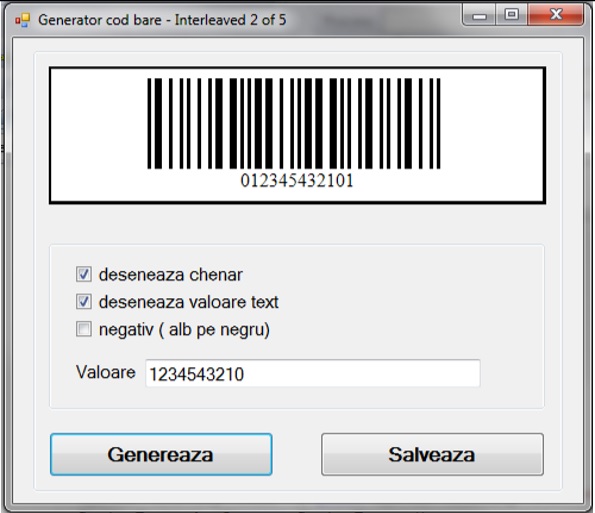 Generator cod bare - Interleaved 2 of 5
012345432101
deseneaza chenar
deseneaza valoare text
negativ ( alb pe negru)
Valoare 1234543210
Genereaza Salveaza